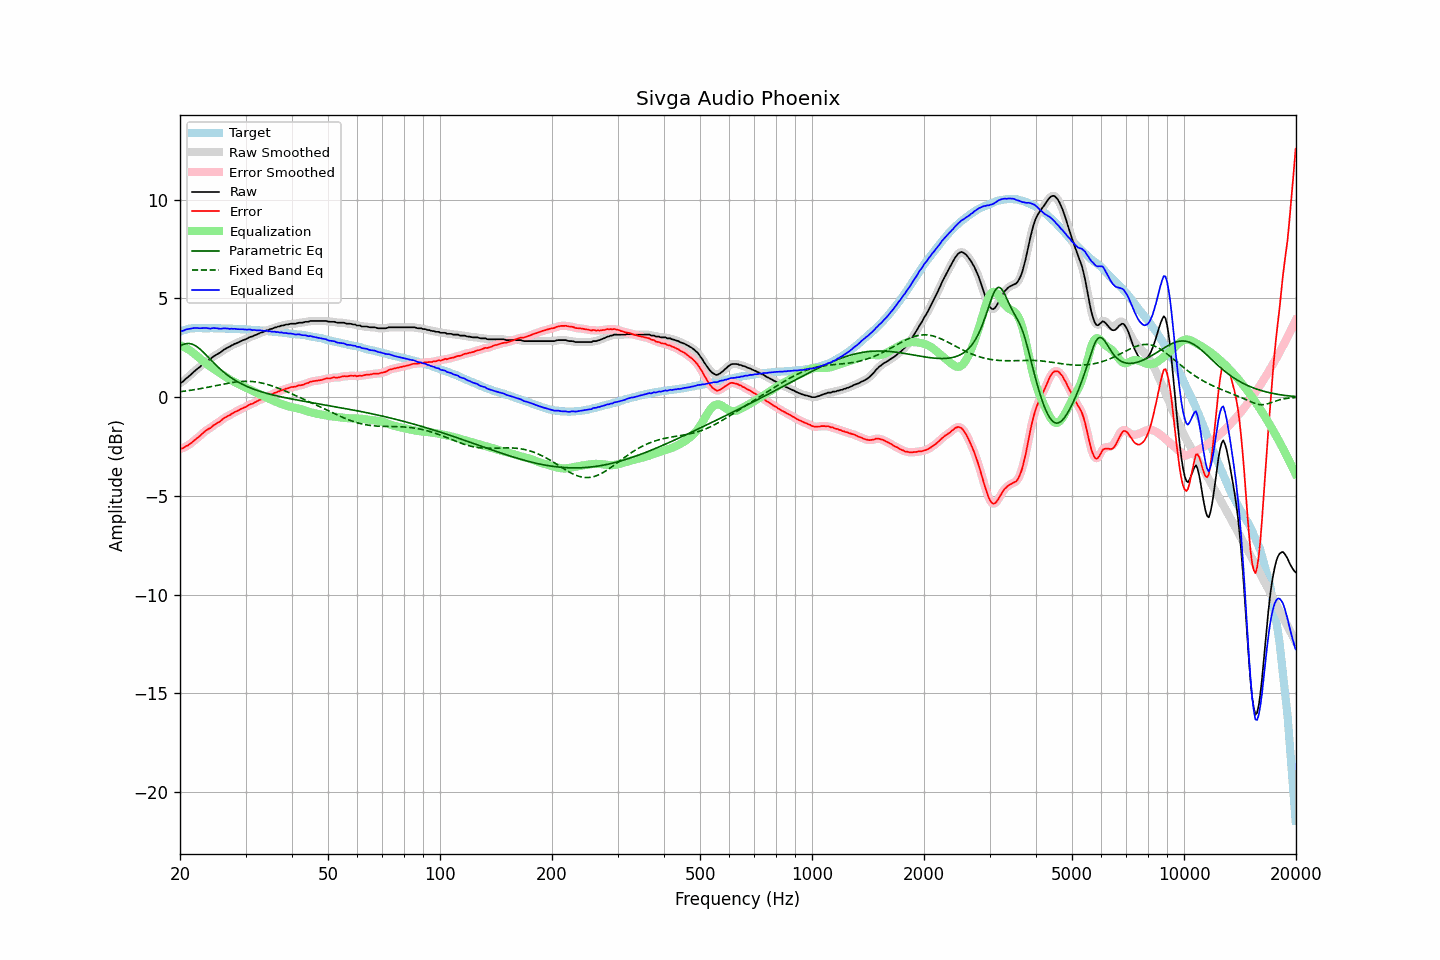 Sivga Audio Phoenix
Target
Raw Smoothed
Error Smoothed
Raw
Error
Equalization
Parametric Eq
Fixed Band Eq
Equalized
Amplitude (dBr)
10
5
0
−5
−10
−15
−20
20
50
100
200
500
1000
2000
5000
10000
20000
Frequency (Hz)